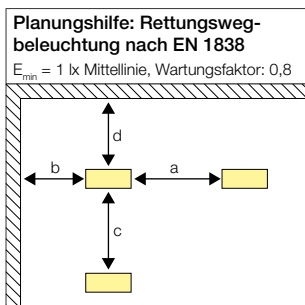 Planungshilfe: Rettungsweg-
beleuchtung nach EN 1838
Emin = 1 lx Mittellinie, Wartungsfaktor: 0,8
d
b
a
c